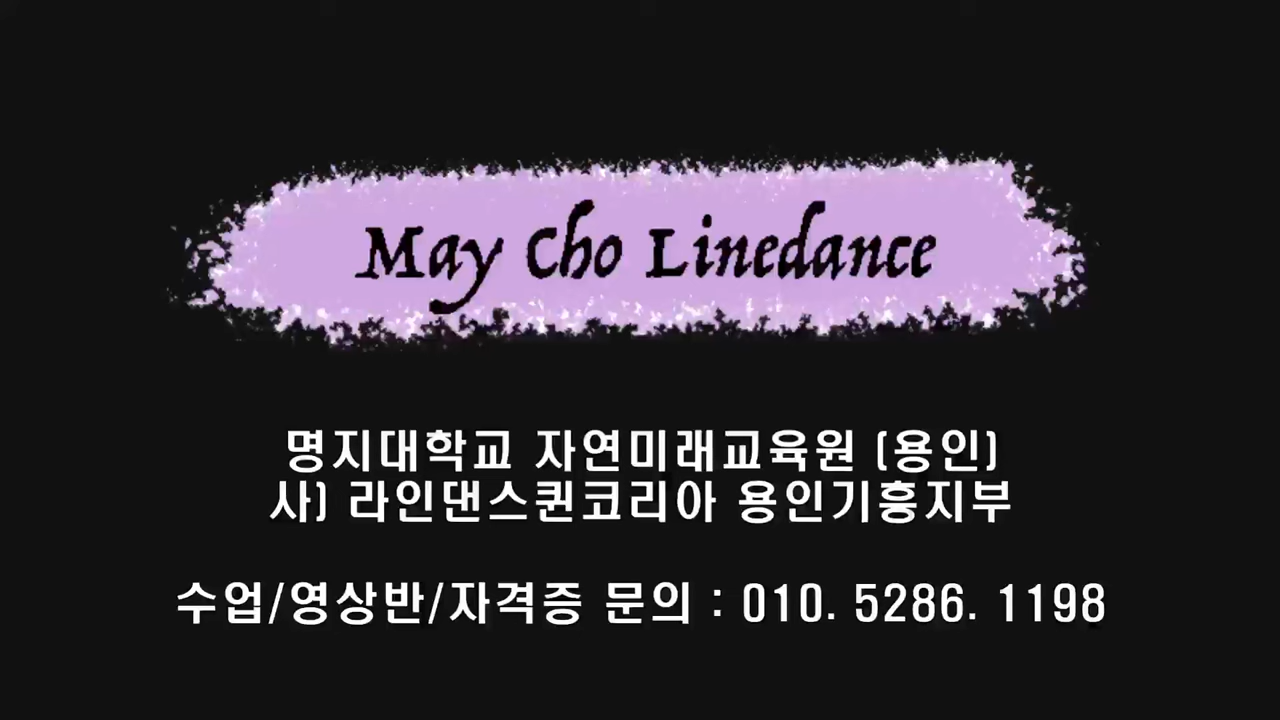 May Cho Linedance
명지대학교 자연미래교육원 (용인)
사) 라인댄스퀸코리아 용인기흥지부
수업/영상반/자격증 문의 : 010. 5286. 1198